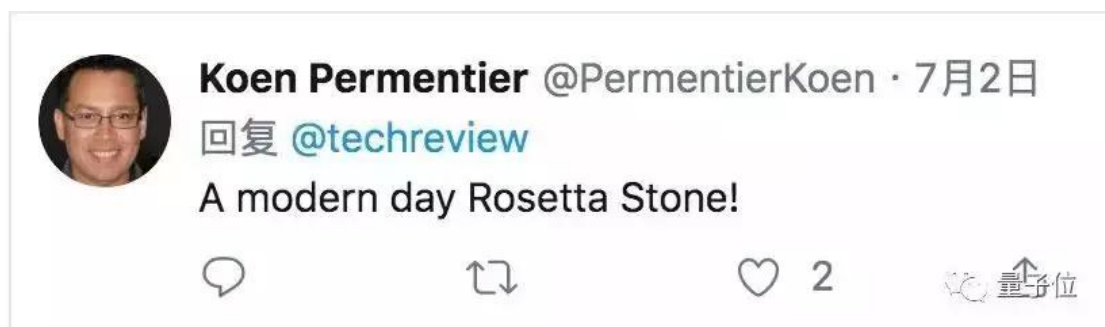 Koen Permentier @PermentierKoen · 7月2日
回复 @techreview
A modern day Rosetta Stone!
2
量子位